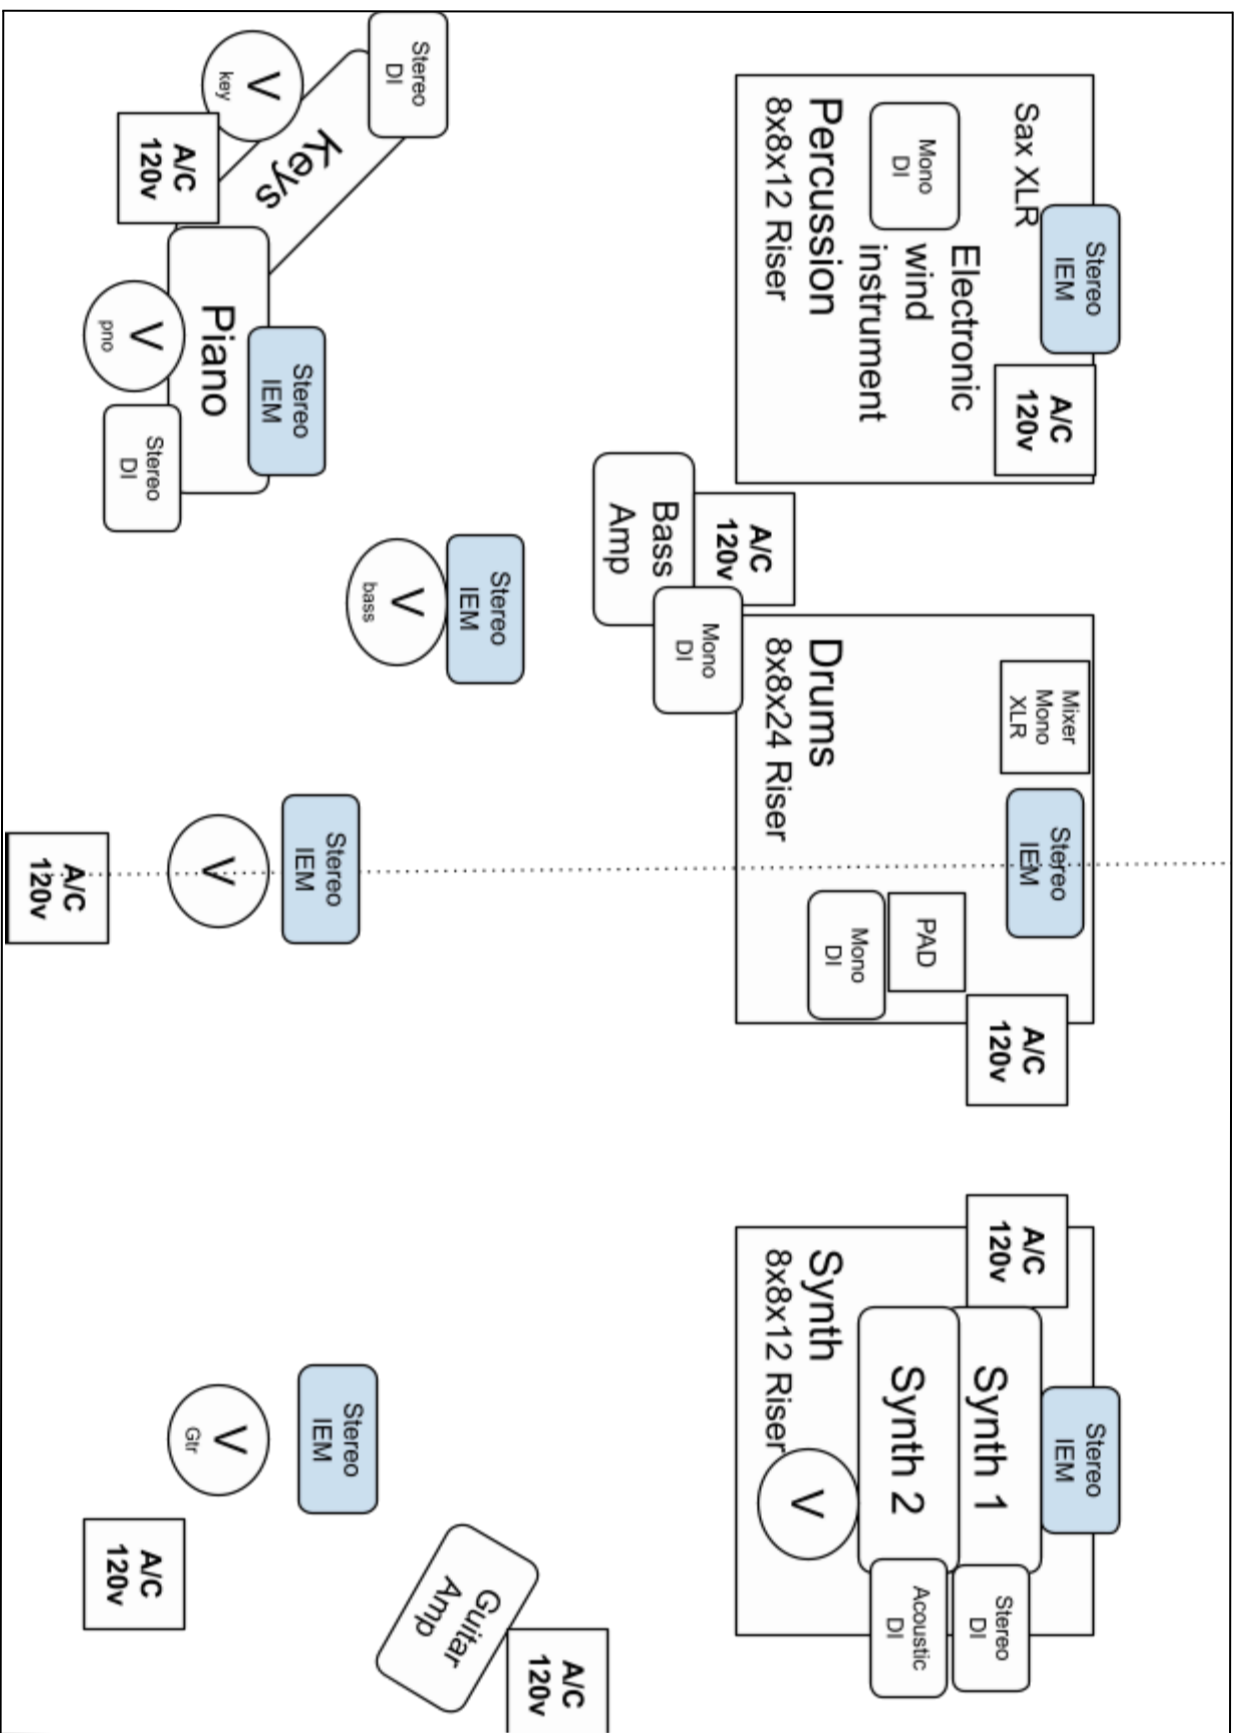 Sax XLR
Stereo
IEM
A/C
120v
Mono
DI
Electronic
wind
instrument
Percussion
8x8x12 Riser
Mixer
Mono
XLR
Stereo
IEM
PAD
Mono
DI
A/C
120v
Drums
8x8x24 Riser
A/C
120v
Stereo
IEM
Synth 1
Synth 2
Stereo
DI
Acoustic
DI
Synth
8x8x12 Riser
V
A/C
120v
Bass
Amp
Mono
DI
Stereo
DI
Keys
V
key
A/C
120v
Stereo
IEM
Piano
V
pno
Stereo
DI
Stereo
IEM
V
bass
Stereo
IEM
V
A/C
120v
Stereo
IEM
V
Gtr
A/C
120v
Guitar
Amp
A/C
120v